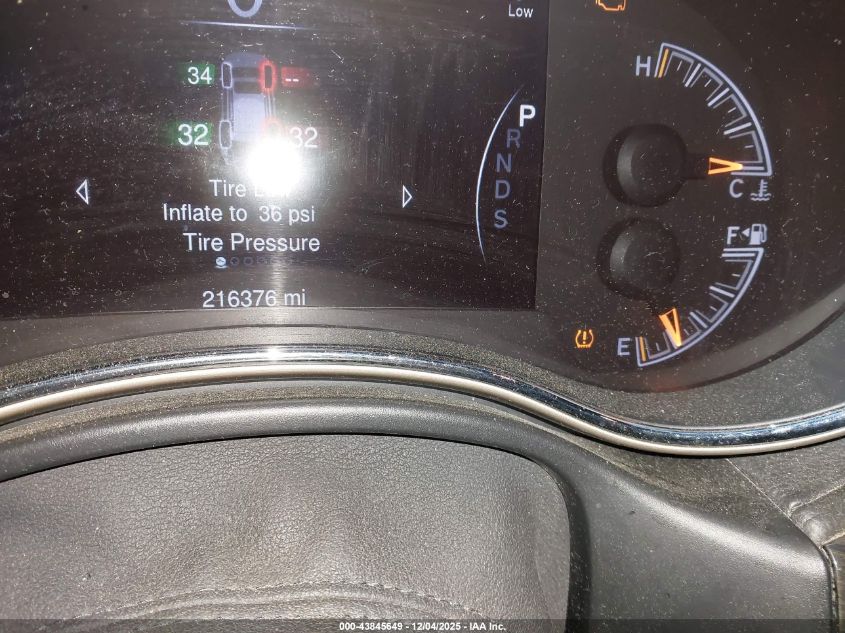 Low
34 --
32 32
Tire
Inflate to 36 psi
Tire Pressure
216376 mi
P
R
N
D
S
H
C
F
E
000-43845649 - 12/04/2025 - IAA Inc.